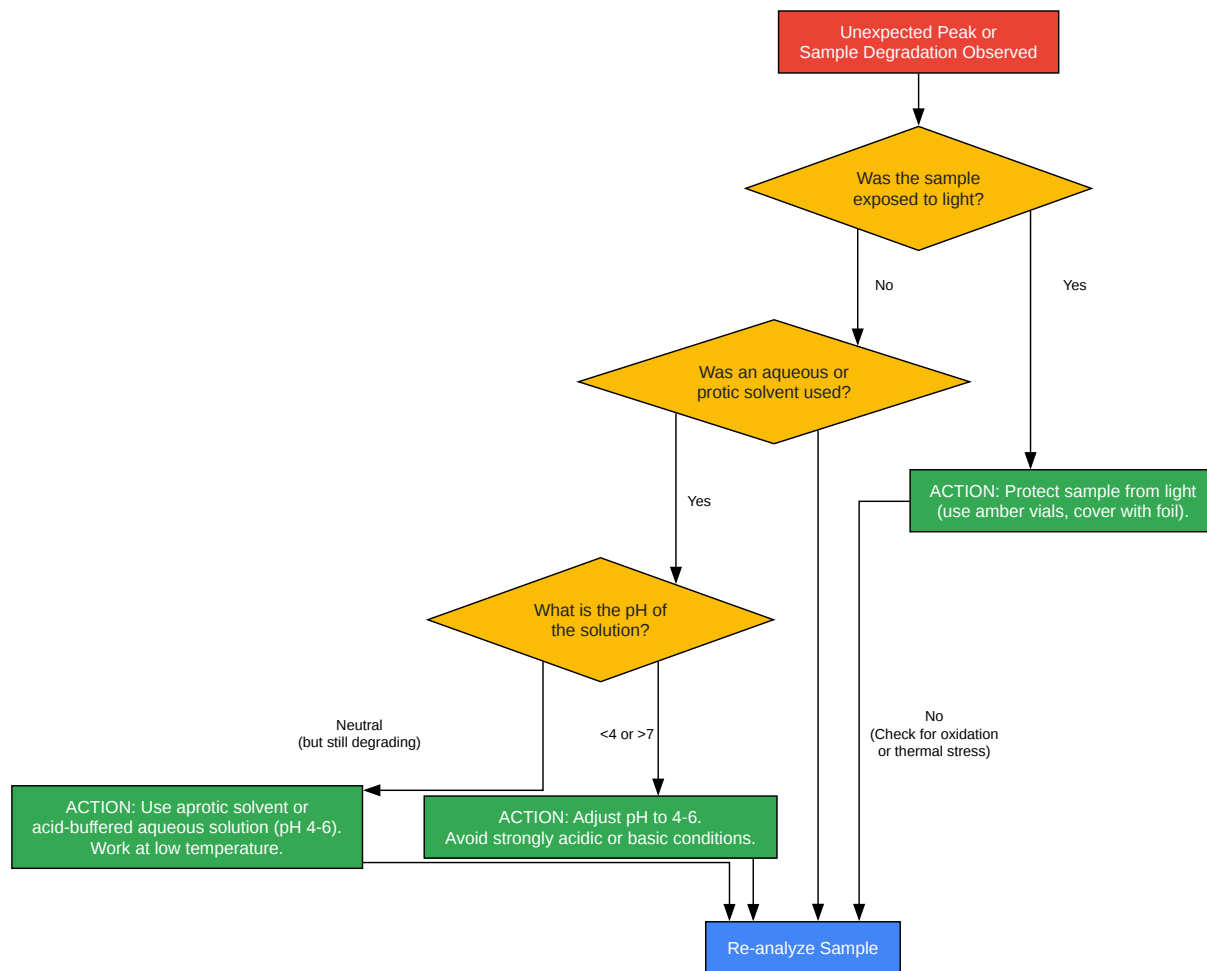 Unexpected Peak or
Sample Degradation Observed
Was the sample
exposed to light?
No
Yes
Was an aqueous or
protic solvent used?
Yes
ACTION: Protect sample from light
(use amber vials, cover with foil).
What is the pH of
the solution?
Neutral
(but still degrading)
<4 or >7
No
(Check for oxidation
or thermal stress)
ACTION: Use aprotic solvent or
acid-buffered aqueous solution (pH 4-6).
Work at low temperature.
ACTION: Adjust pH to 4-6.
Avoid strongly acidic or basic conditions.
Re-analyze Sample